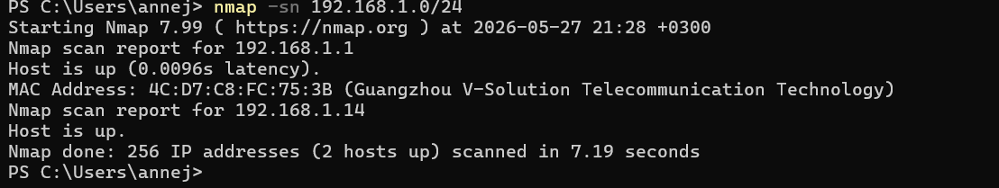 PS C:\Users\annej> nmap -sn 192.168.1.0/24
Starting Nmap 7.99 ( https://nmap.org ) at 2026-05-27 21:28 +0300
Nmap scan report for 192.168.1.1
Host is up (0.0096s latency).
MAC Address: 4C:D7:C8:FC:75:3B (Guangzhou V-Solution Telecommunication Technology)
Nmap scan report for 192.168.1.14
Host is up.
Nmap done: 256 IP addresses (2 hosts up) scanned in 7.19 seconds
PS C:\Users\annej>